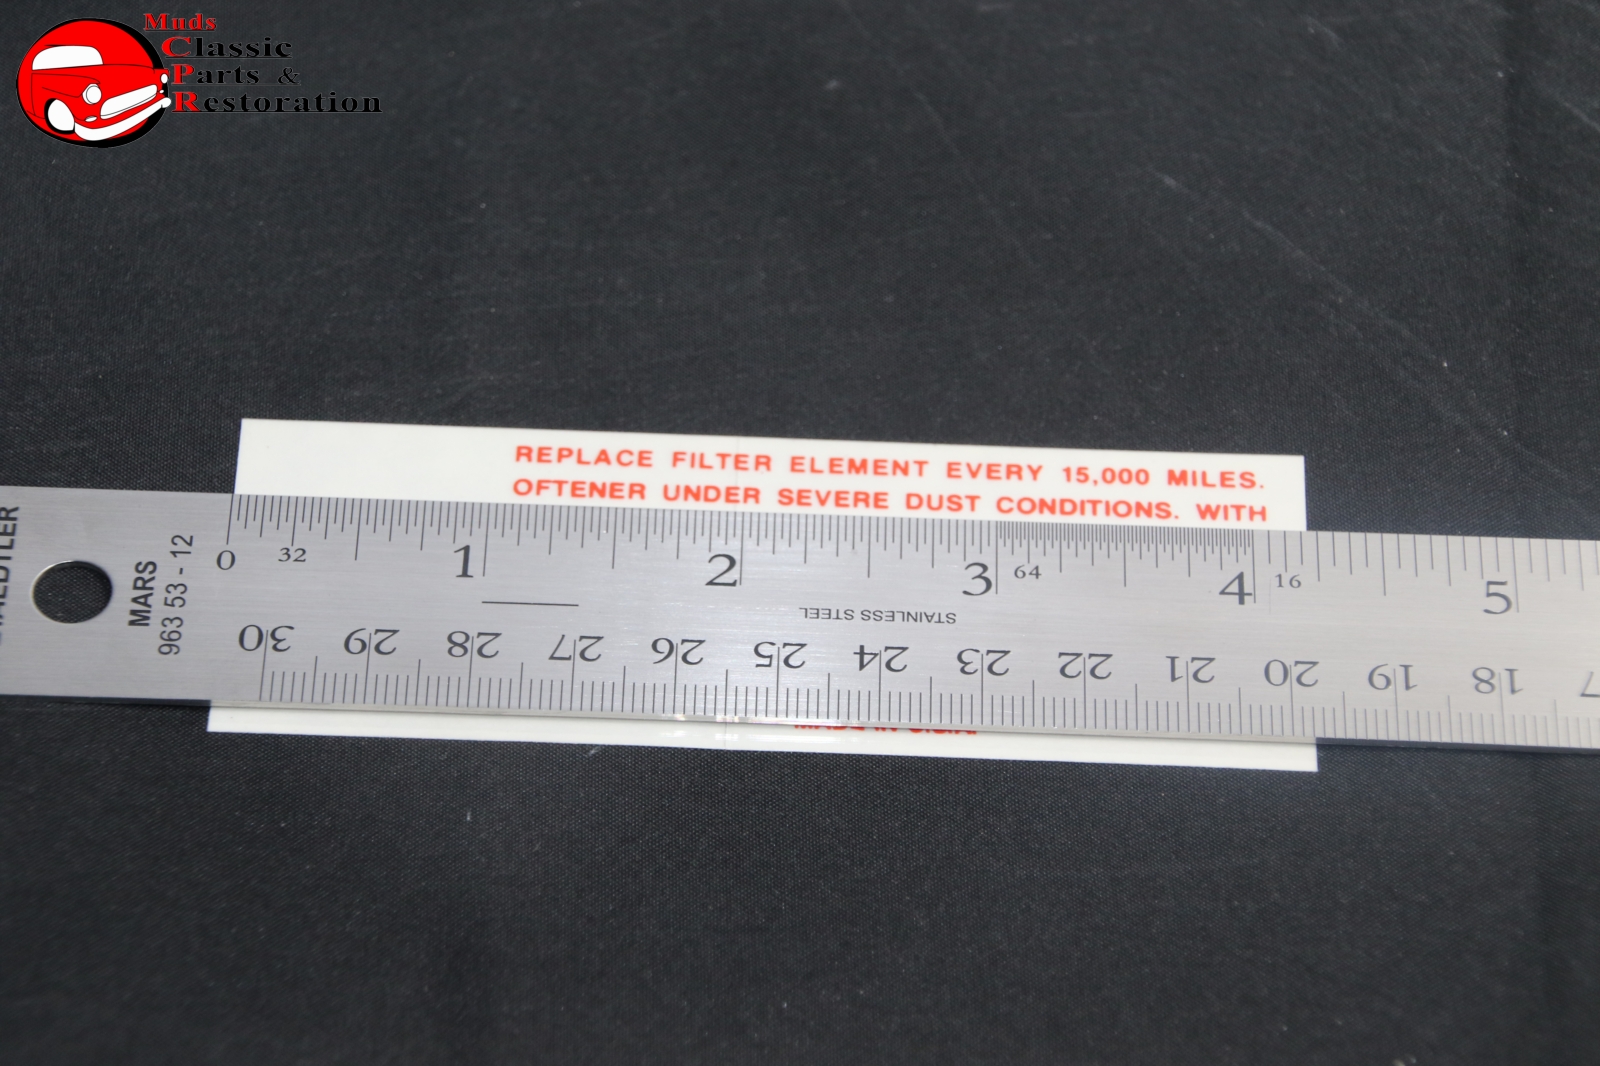 Muds
Classic
Parts &
Restoration
REPLACE FILTER ELEMENT EVERY 15,000 MILES.
OFTENER UNDER SEVERE DUST CONDITIONS. WITH
MARS
963 53 - 12
0 32 1 2 3 64 4 16 5
STAINLESS STEEL
30 29 28 27 26 25 24 23 22 21 20 19 18
MADE IN U.S.A.